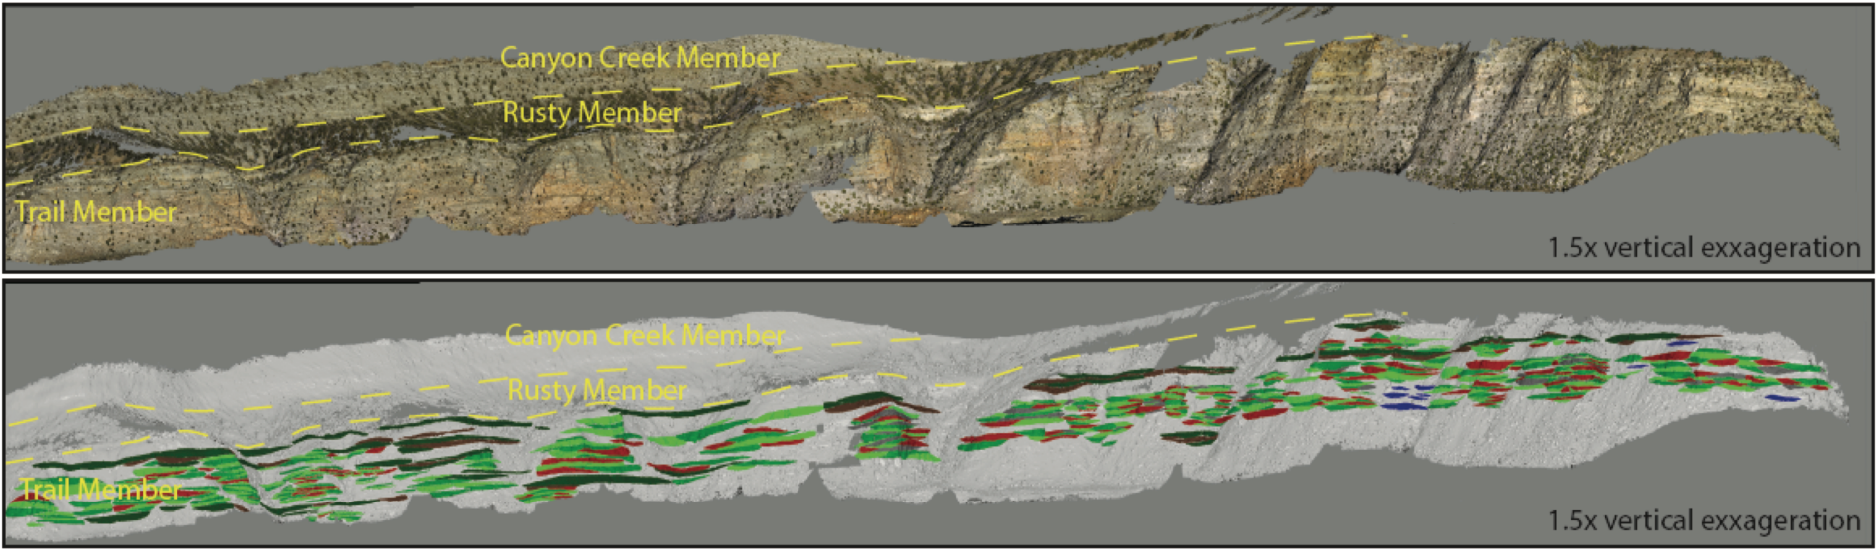 Canyon Creek Member
Rusty Member
Trail Member
1.5x vertical exxageration
Canyon Creek Member
Rusty Member
Trail Member
1.5x vertical exxageration